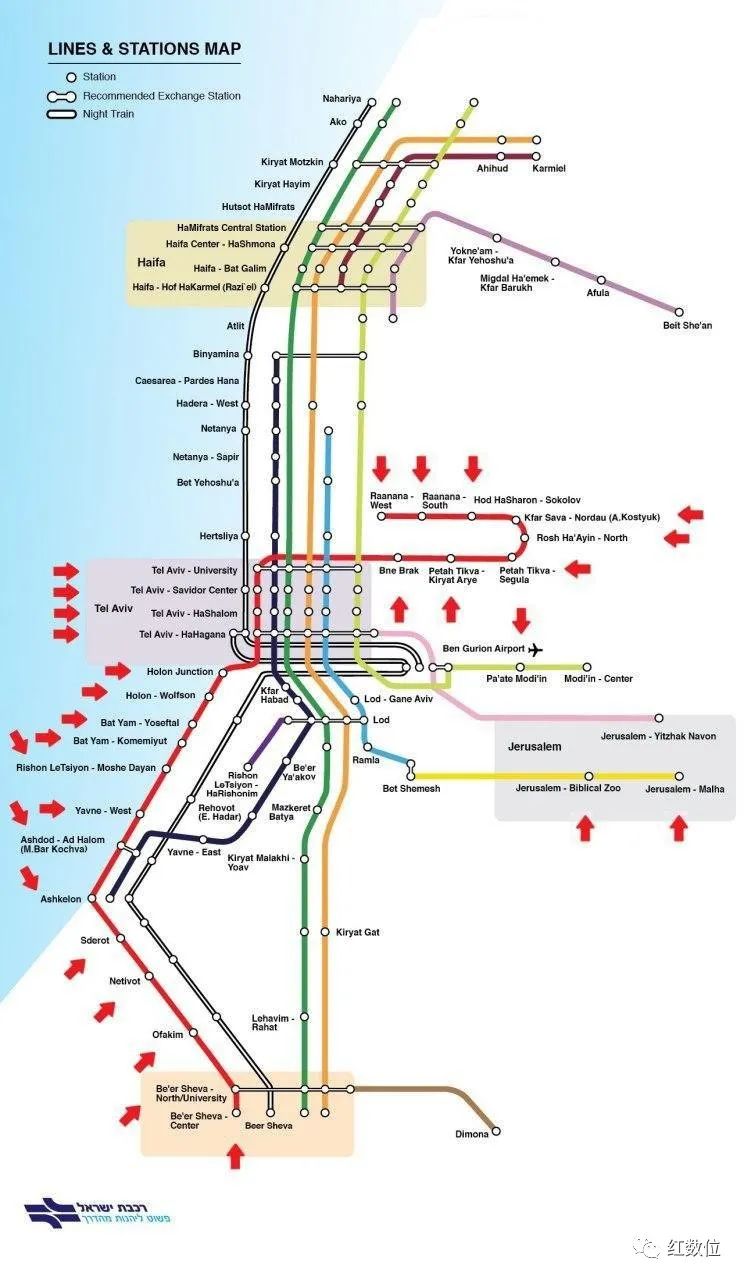 LINES & STATIONS MAP
Station
Recommended Exchange Station
Night Train
Nahariya
Ako
Kiryat Motzkin
Ahihud
Karmiel
Kiryat Hayim
Hutsot HaMifrats
HaMifrats Central Station
Haifa Center - HaShmona
Haifa
Haifa - Bat Galim
Haifa - Hof HaKarmel (Razi`el)
Yokne'am -
Kfar Yehoshu'a
Migdal Ha'emek -
Kfar Barukh
Afula
Beit She'an
Atlit
Binyamina
Caesarea - Pardes Hana
Hadera - West
Netanya
Netanya - Sapir
Bet Yehoshu'a
Raanana -
West
Raanana -
South
Hod HaSharon - Sokolov
Kfar Sava - Nordau (A.Kostyuk)
Rosh Ha'Ayin - North
Hertsliya
Tel Aviv - University
Bne Brak
Petah Tikva -
Kiryat Arye
Petah Tikva -
Segula
Tel Aviv - Savidor Center
Tel Aviv
Tel Aviv - HaShalom
Tel Aviv - HaHagana
Ben Gurion Airport
Pa'ate Modi'in
Modi'in - Center
Holon Junction
Holon - Wolfson
Kfar
Habad
Lod - Gane Aviv
Bat Yam - Yoseftal
Lod
Bat Yam - Komemiyut
Jerusalem - Yitzhak Navon
Jerusalem
Rishon LeTsiyon - Moshe Dayan
Rishon
LeTsiyon -
HaRishonim
Be'er
Ya'akov
Ramla
Bet Shemesh
Jerusalem - Biblical Zoo
Jerusalem - Malha
Yavne - West
Rehovot
(E. Hadar)
Mazkeret
Batya
Ashdod - Ad Halom
(M.Bar Kochva)
Yavne - East
Kiryat Malakhi -
Yoav
Ashkelon
Sderot
Kiryat Gat
Netivot
Ofakim
Lehavim -
Rahat
Be'er Sheva -
North/University
Be'er Sheva -
Center
Beer Sheva
Dimona
רכבת ישראל
פשוט ליהנות מהדרך
红数位